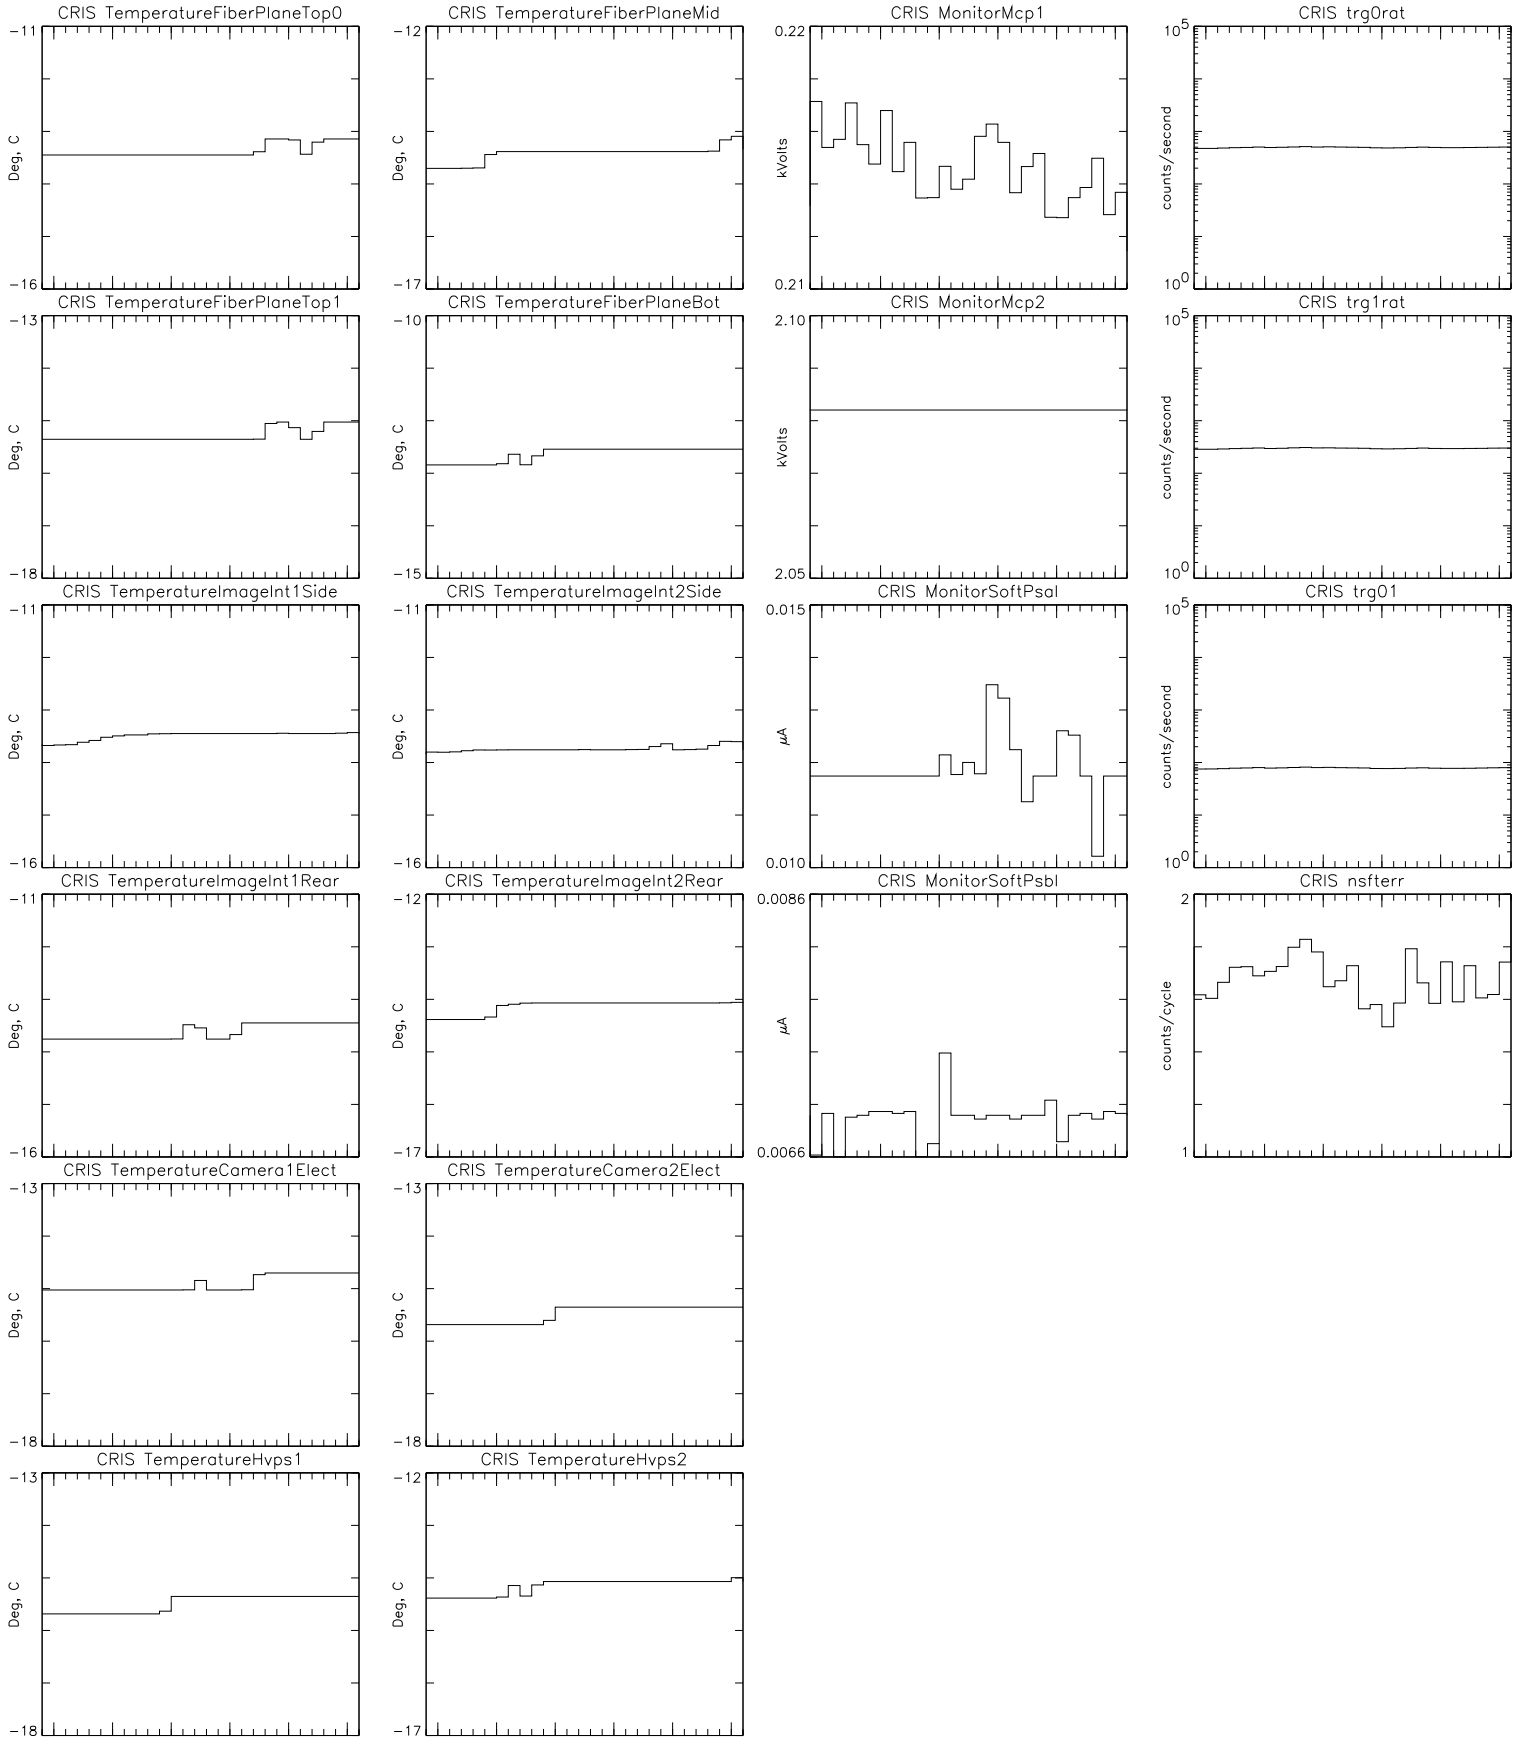 CRIS TemperatureFiberPlaneTop0
-11
Deg, C
-16
CRIS TemperatureFiberPlaneMid
-12
Deg, C
-17
CRIS MonitorMcp1
0.22
kVolts
0.21
CRIS trg0rat
10^5
counts/second
10^0
CRIS TemperatureFiberPlaneTop1
-13
Deg, C
-18
CRIS TemperatureFiberPlaneBot
-10
Deg, C
-15
CRIS MonitorMcp2
2.10
kVolts
2.05
CRIS trg1rat
10^5
counts/second
10^0
CRIS TemperatureImageInt1Side
-11
Deg, C
-16
CRIS TemperatureImageInt2Side
-11
Deg, C
-16
CRIS MonitorSoftPsaI
0.015
μA
0.010
CRIS trg01
10^5
counts/second
10^0
CRIS TemperatureImageInt1Rear
-11
Deg, C
-16
CRIS TemperatureImageInt2Rear
-12
Deg, C
-17
CRIS MonitorSoftPsbI
0.0086
μA
0.0066
CRIS nsfterr
2
counts/cycle
1
CRIS TemperatureCamera1Elect
-13
Deg, C
-18
CRIS TemperatureCamera2Elect
-13
Deg, C
-18
CRIS TemperatureHvps1
-13
Deg, C
-18
CRIS TemperatureHvps2
-12
Deg, C
-17